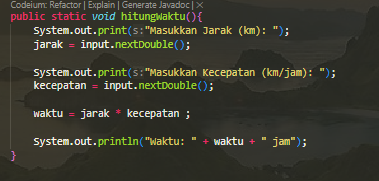 Codeium: Refactor | Explain | Generate Javadoc | ×
public static void hitungWaktu(){
System.out.print(s:"Masukkan Jarak (km): ");
jarak = input.nextDouble();
System.out.print(s:"Masukkan Kecepatan (km/jam): ");
kecepatan = input.nextDouble();
waktu = jarak * kecepatan ;
System.out.println("Waktu: " + waktu + " jam");
}